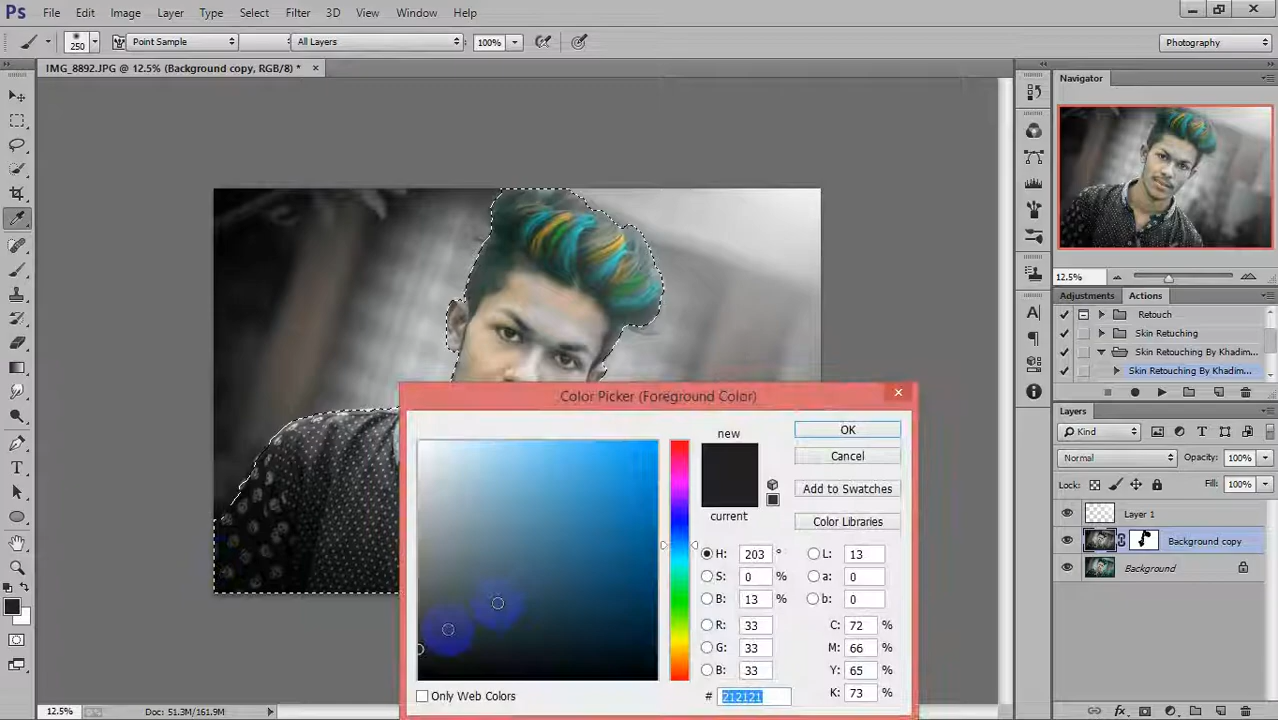 Ps File Edit Image Layer Type Select Filter 3D View Window Help
250 Point Sample All Layers 100% Photography
IMG_8892.JPG @ 12.5% (Background copy, RGB/8) * ×
Navigator
12.5%
Adjustments Actions
Retouch
Skin Retuching
Skin Retouching By Khadim...
Skin Retouching By Khadim...
Layers
Kind
Normal Opacity: 100%
Lock: Fill: 100%
Layer 1
Background copy
Background
Color Picker (Foreground Color)
new
current
OK
Cancel
Add to Swatches
Color Libraries
H: 203 ° L: 13
S: 0 % a: 0
B: 13 % b: 0
R: 33 C: 72 %
G: 33 M: 66 %
B: 33 Y: 65 %
# 212121 K: 73 %
Only Web Colors
12.5% Doc: 51.3M/161.9M